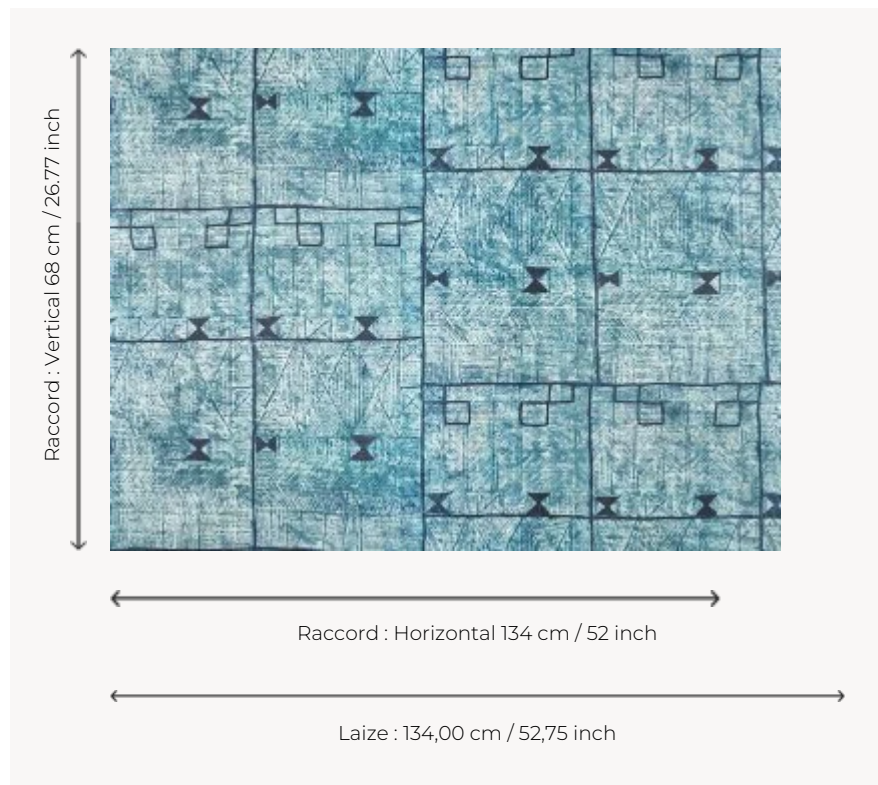 Raccord : Vertical 68 cm / 26.77 inch
Raccord : Horizontal 134 cm / 52 inch
Laize : 134,00 cm / 52,75 inch